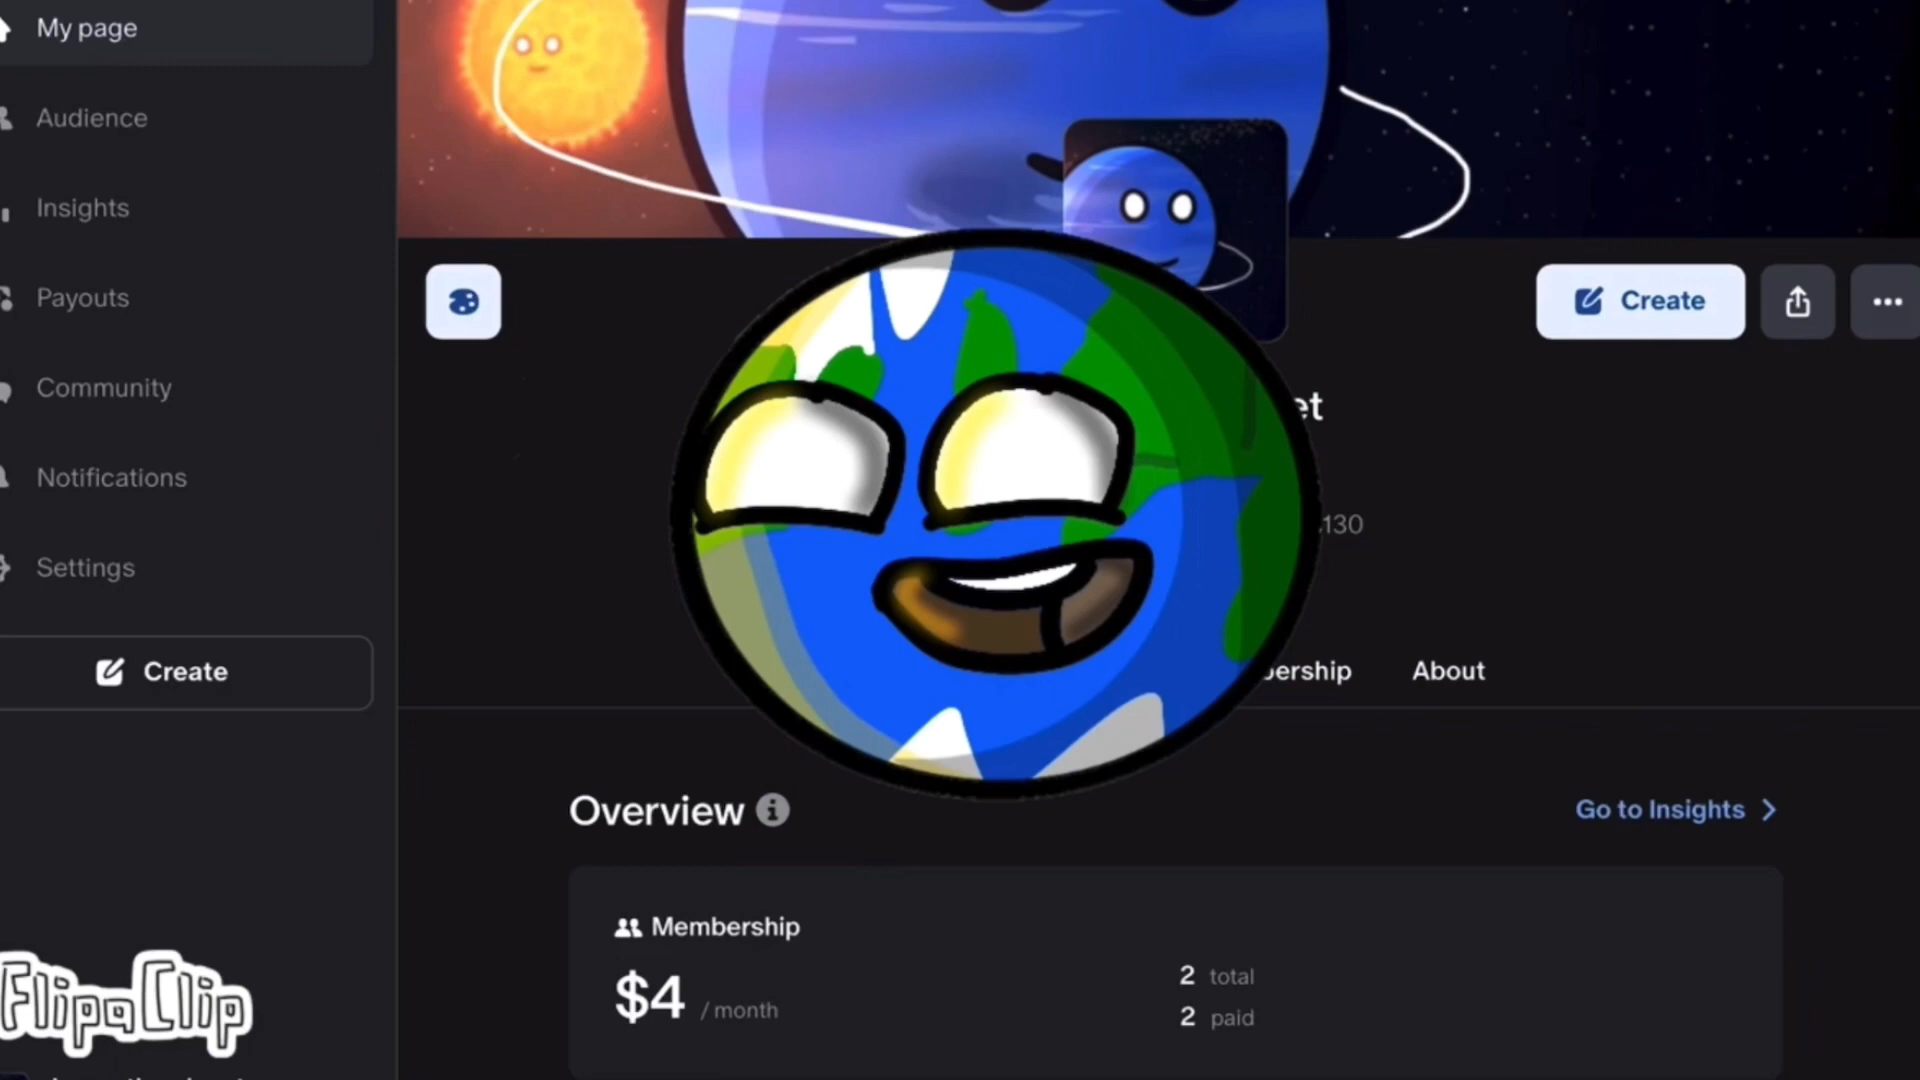 My page
Audience
Insights
Payouts
Community
Notifications
Settings
Create
Create
130
About
Overview
Go to Insights
Membership
$4 / month
2 total
2 paid
FlipaClip